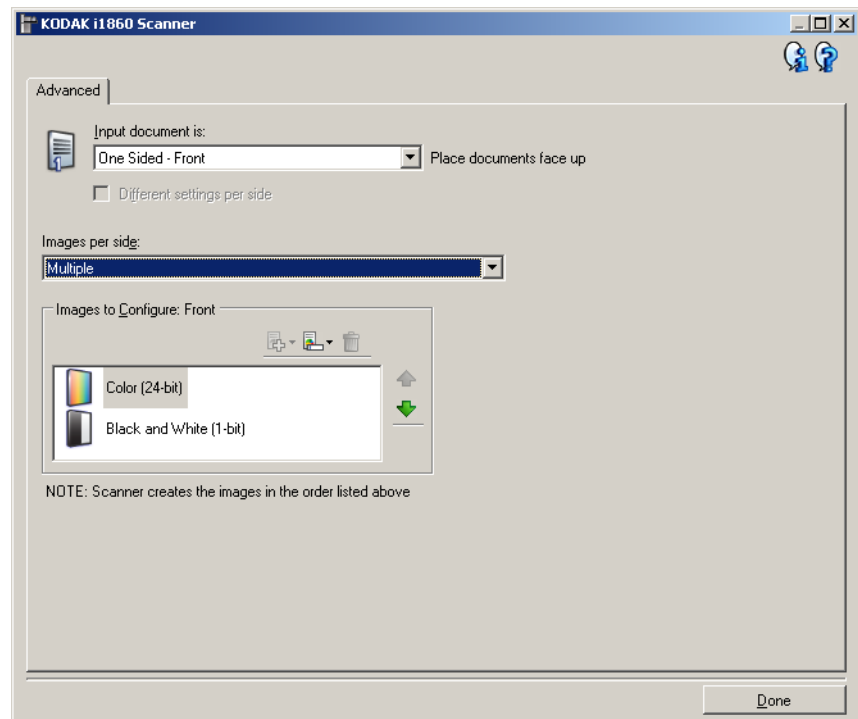 KODAK i1860 Scanner
Advanced
Input document is:
One Sided - Front
Place documents face up
Different settings per side
Images per side:
Multiple
Images to Configure: Front
Color (24-bit)
Black and White (1-bit)
NOTE: Scanner creates the images in the order listed above
Done